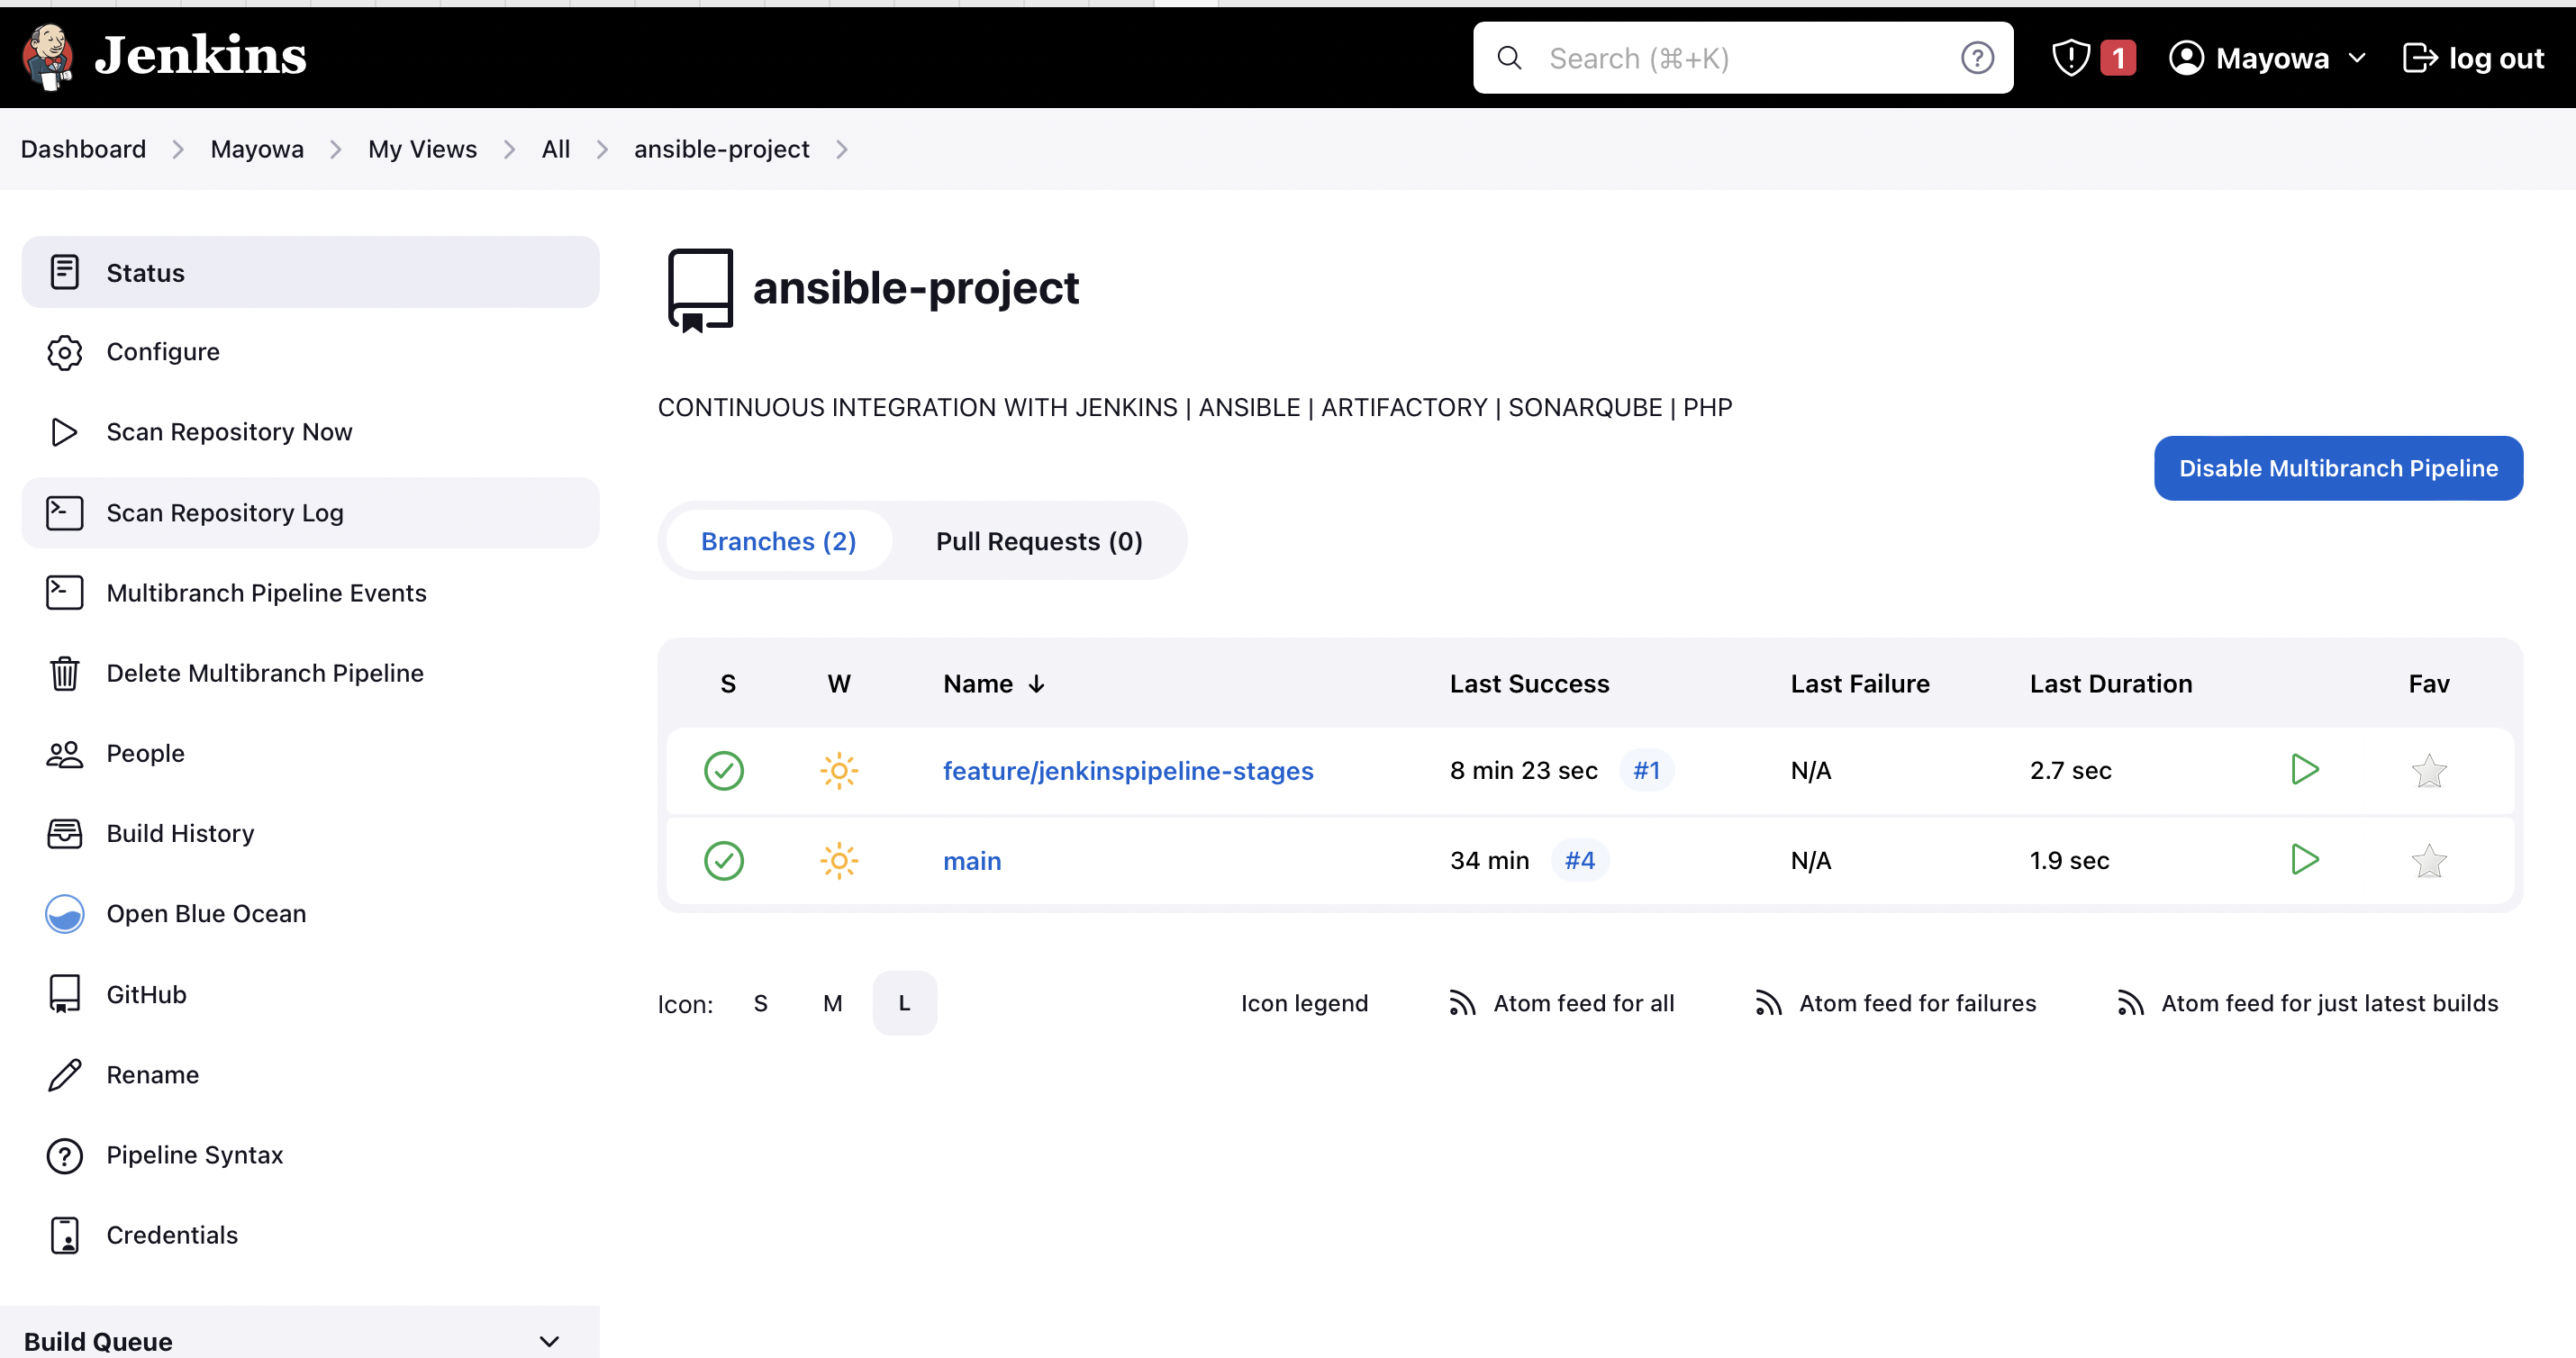 Jenkins
Search (⌘+K)
1
Mayowa
log out
Dashboard
Mayowa
My Views
All
ansible-project
Status
Configure
Scan Repository Now
Scan Repository Log
Multibranch Pipeline Events
Delete Multibranch Pipeline
People
Build History
Open Blue Ocean
GitHub
Rename
Pipeline Syntax
Credentials
Build Queue
ansible-project
CONTINUOUS INTEGRATION WITH JENKINS | ANSIBLE | ARTIFACTORY | SONARQUBE | PHP
Disable Multibranch Pipeline
Branches (2) Pull Requests (0)
S W Name ↓ Last Success Last Failure Last Duration Fav
feature/jenkinspipeline-stages 8 min 23 sec #1 N/A 2.7 sec
main 34 min #4 N/A 1.9 sec
Icon: S M L Icon legend Atom feed for all Atom feed for failures Atom feed for just latest builds